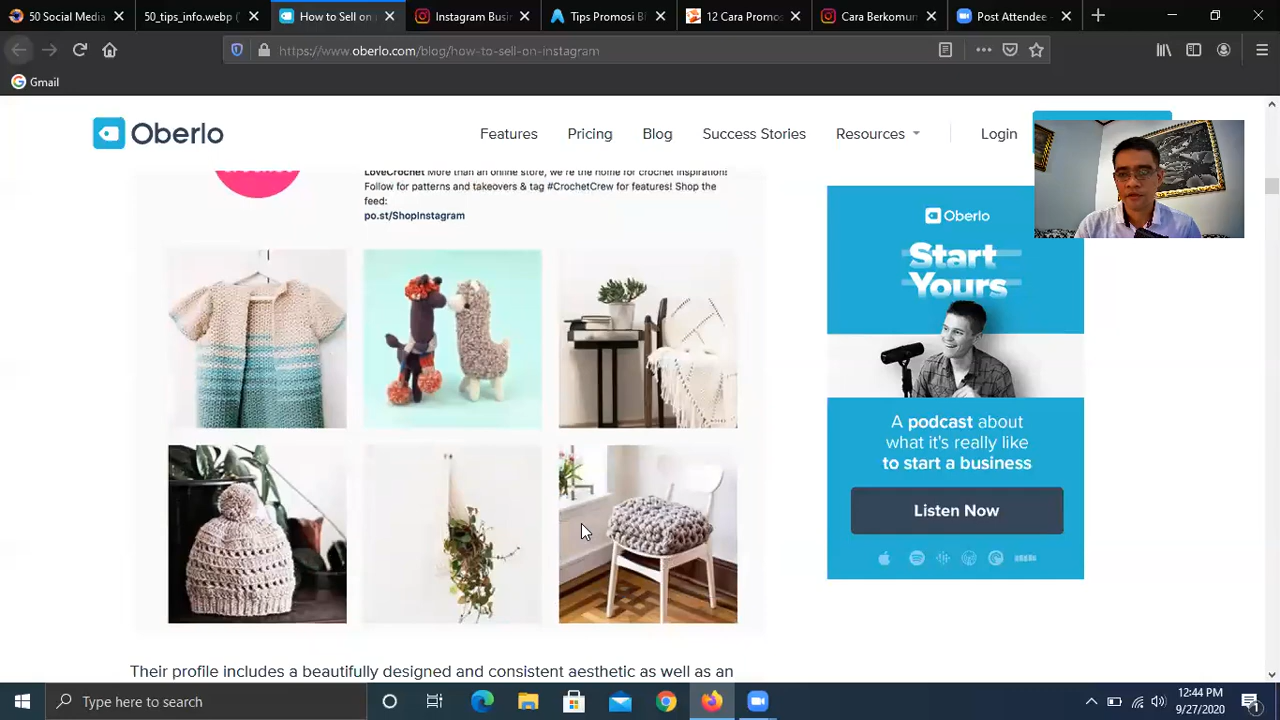 50 Social Media
50_tips_info.webp (
How to Sell on
Instagram Busi
Tips Promosi Bi
12 Cara Promo
Cara Berkomun
Post Attendee -
https://www.oberlo.com/blog/how-to-sell-on-instagram
Gmail
Oberlo
Features
Pricing
Blog
Success Stories
Resources
Login
LoveCrochet More than an online store, we're the home for crochet inspiration!
Follow for patterns and takeovers & tag #CrochetCrew for features! Shop the
feed:
po.st/ShopInstagram
Oberlo
Start
Yours
A podcast about
what it's really like
to start a business
Listen Now
Their profile includes a beautifully designed and consistent aesthetic as well as an
Type here to search
12:44 PM
9/27/2020
1